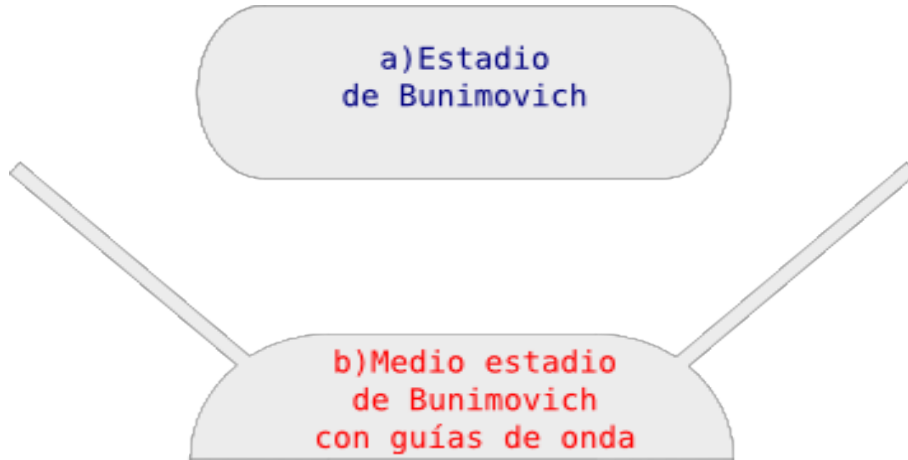 a)Estadio
de Bunimovich
b)Medio estadio
de Bunimovich
con guías de onda